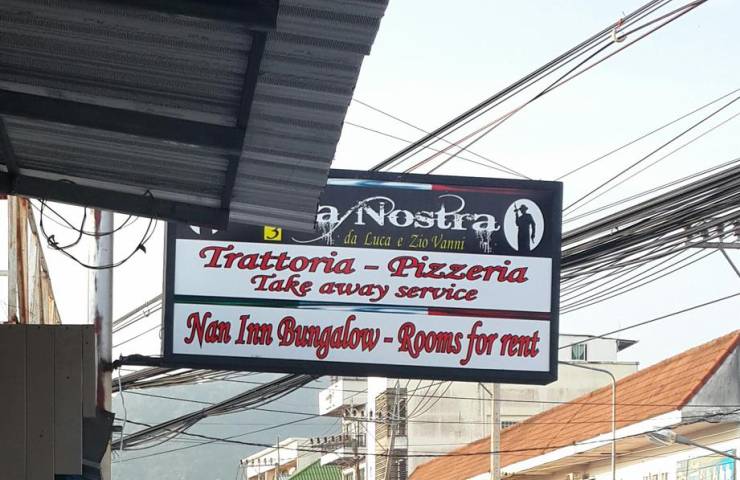 3 a Nostra
da Luca e Zio Vanni
Trattoria - Pizzeria
Take away service
Nan Inn Bungalow - Rooms for rent